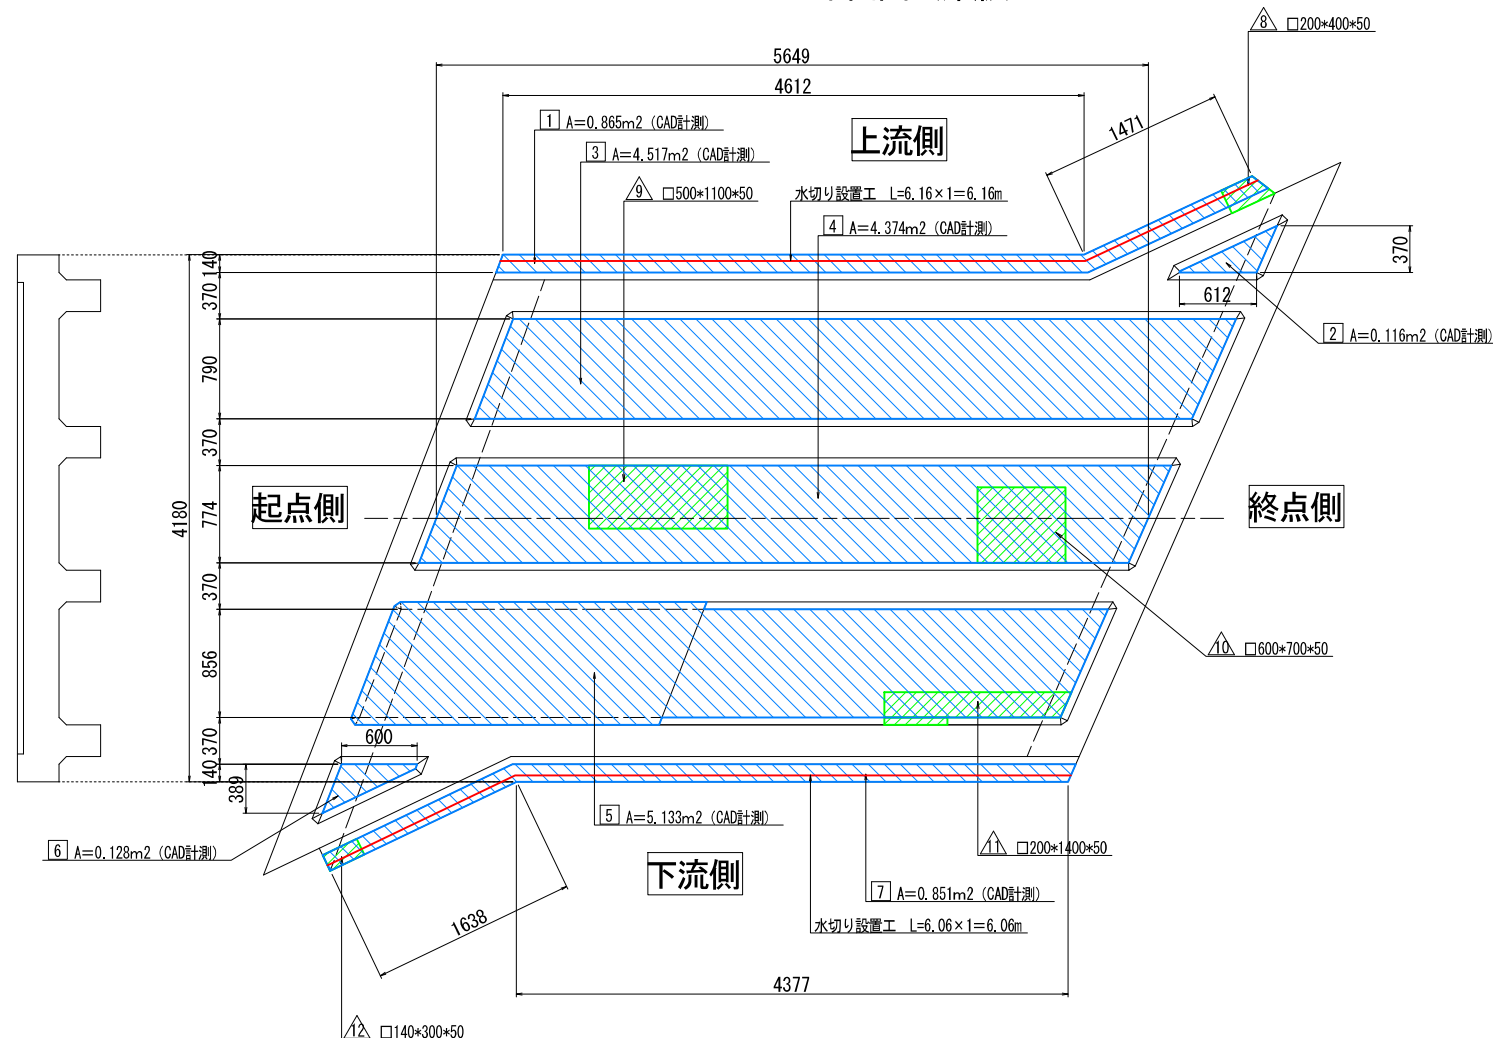 8 □200*400*50
5649
4612
1471
1 A=0.865m2 (CAD計測)
上流側
3 A=4.517m2 (CAD計測)
9 □500*1100*50
水切り設置工 L=6.16×1=6.16m
4 A=4.374m2 (CAD計測)
370
612
2 A=0.116m2 (CAD計測)
140
370
790
370
774
370
856
370
140
4180
389
起点側
終点側
10 □600*700*50
600
5 A=5.133m2 (CAD計測)
6 A=0.128m2 (CAD計測)
11 □200*1400*50
下流側
7 A=0.851m2 (CAD計測)
水切り設置工 L=6.06×1=6.06m
1638
4377
12 □140*300*50